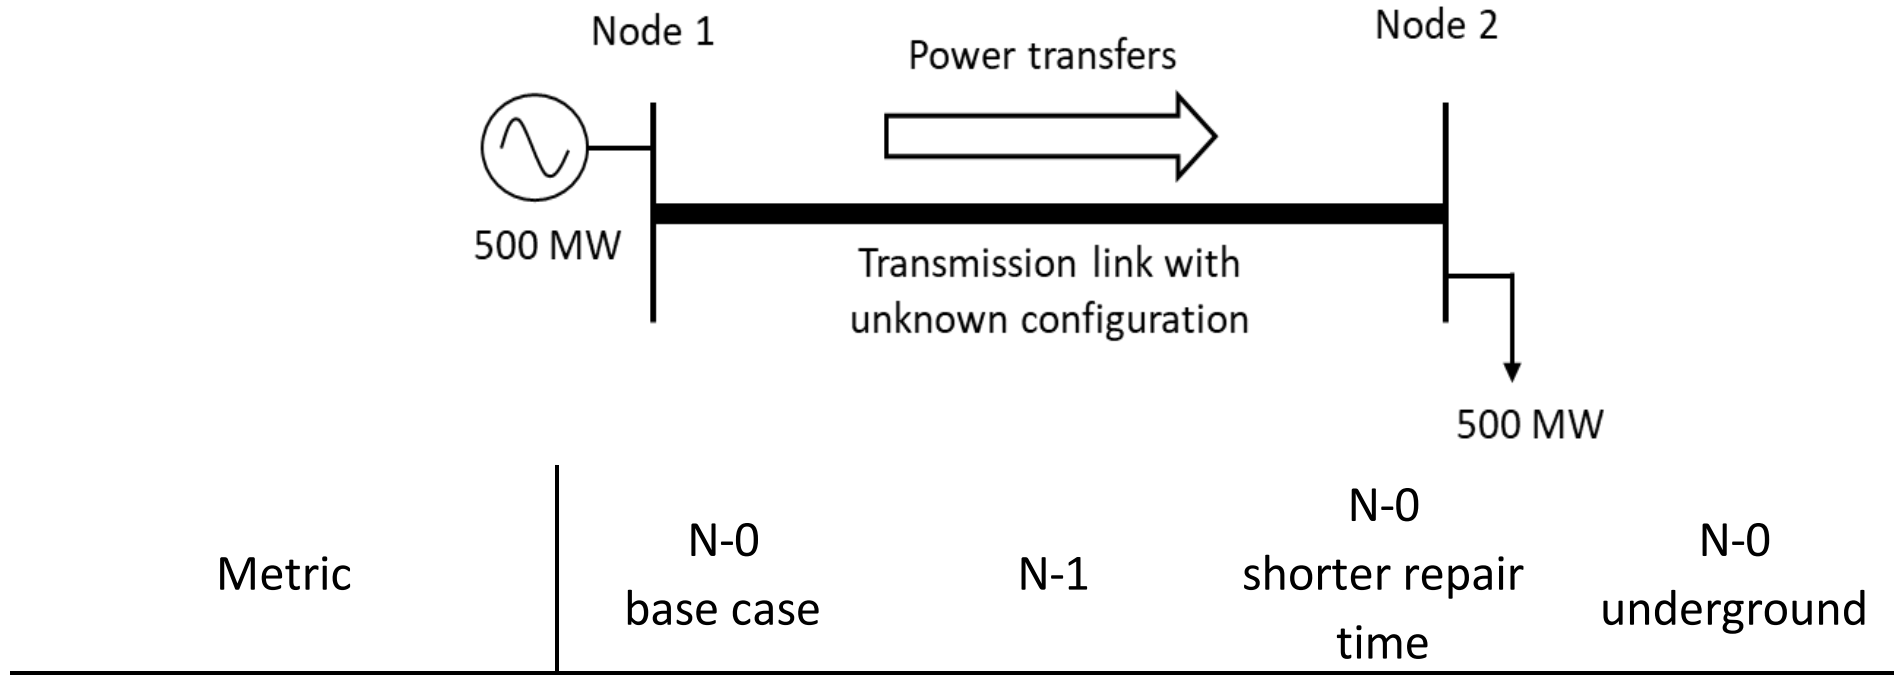 Node 1
Node 2
Power transfers
500 MW
Transmission link with
unknown configuration
500 MW
Metric
N-0
base case
N-1
N-0
shorter repair
time
N-0
underground